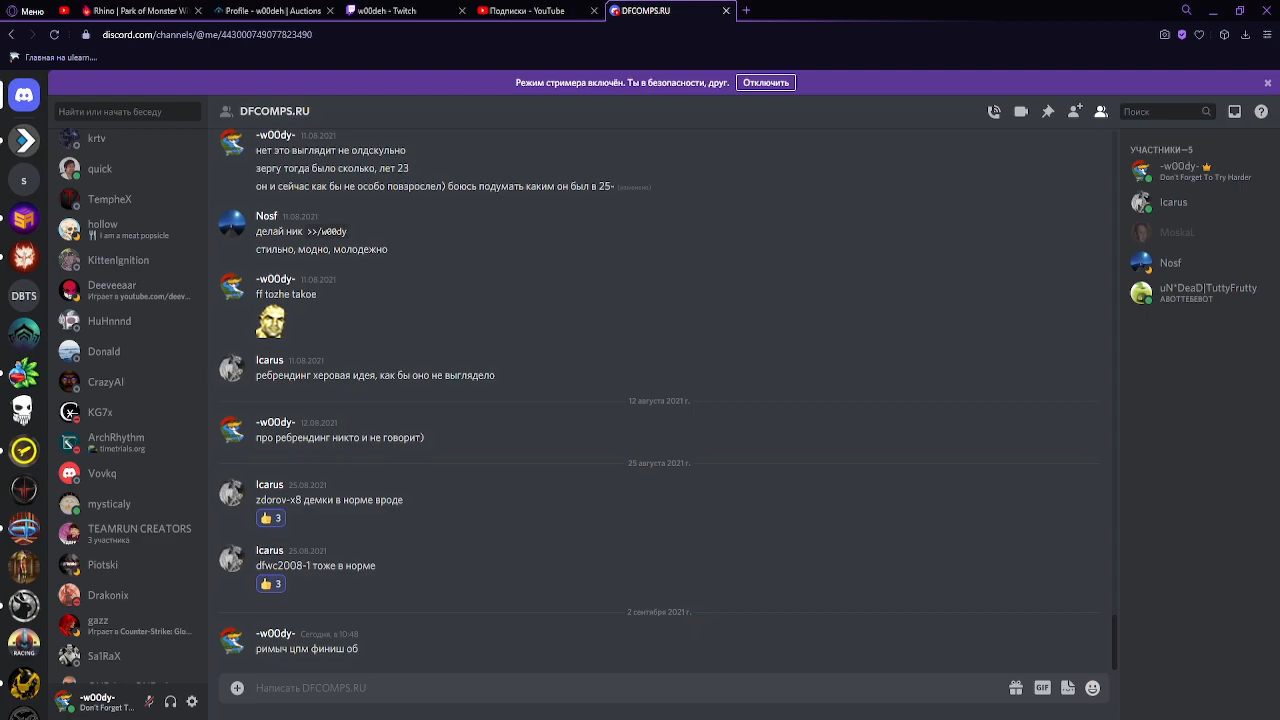 Меню
Rhino | Park of Monster Wi
Profile - w00deh | Auctions
w00deh - Twitch
Подписки - YouTube
DFCOMPS.RU
discord.com/channels/@me/443000749077823490
Главная на ulearn....
Режим стримера включён. Ты в безопасности, друг.
Отключить
Найти или начать беседу
DFCOMPS.RU
Поиск
krtv
quick
TempheX
hollow
I am a meat popsicle
KittenIgnition
Deeveeaar
Играет в youtube.com/deev...
HuHnnnd
Donald
CrazyAl
KG7x
ArchRhythm
timetrials.org
Vovkq
mysticaly
TEAMRUN CREATORS
3 участника
Piotski
Drakonix
gazz
Играет в Counter-Strike: Glo...
Sa1RaX
S
DBTS
RACING
-w00dy-
Don't Forget T...
-w00dy- 11.08.2021
нет это выглядит не олдскульно
зергу тогда было сколько, лет 23
он и сейчас как бы не особо повзрослел) боюсь подумать каким он был в 25- (изменено)
Nosf 11.08.2021
делай ник >>/w00dy
стильно, модно, молодежно
-w00dy- 11.08.2021
ff tozhe takoe
Icarus 11.08.2021
ребрендинг херовая идея, как бы оно не выглядело
12 августа 2021 г.
-w00dy- 12.08.2021
про ребрендинг никто и не говорит)
25 августа 2021 г.
Icarus 25.08.2021
zdorov-x8 демки в норме вроде
3
Icarus 25.08.2021
dfwc2008-1 тоже в норме
3
2 сентября 2021 г.
-w00dy- Сегодня, в 10:48
римыч цпм финиш об
Написать DFCOMPS.RU
GIF
УЧАСТНИКИ—5
-w00dy-
Don't Forget To Try Harder
Icarus
MoskaL
Nosf
uN*DeaD|TuttyFrutty
АВОТТЕБЕВОТ